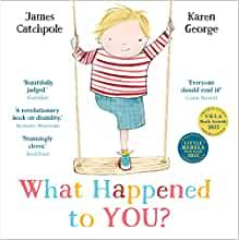 James
Catchpole
Karen
George
'Beautifully
judged'
'Everyone
should read it'
'A revolutionary
book on disability.'
'Stunningly
clever.'
What Happened
to YOU?